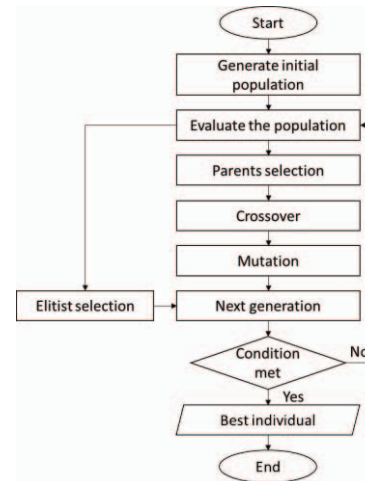 Start
Generate initial
population
Evaluate the population
Parents selection
Crossover
Mutation
Elitist selection
Next generation
Condition
met
No
Yes
Best individual
End